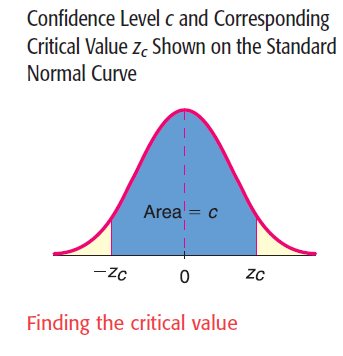 Confidence Level c and Corresponding
Critical Value zc Shown on the Standard
Normal Curve
Area = c
−zc
0
zc
Finding the critical value